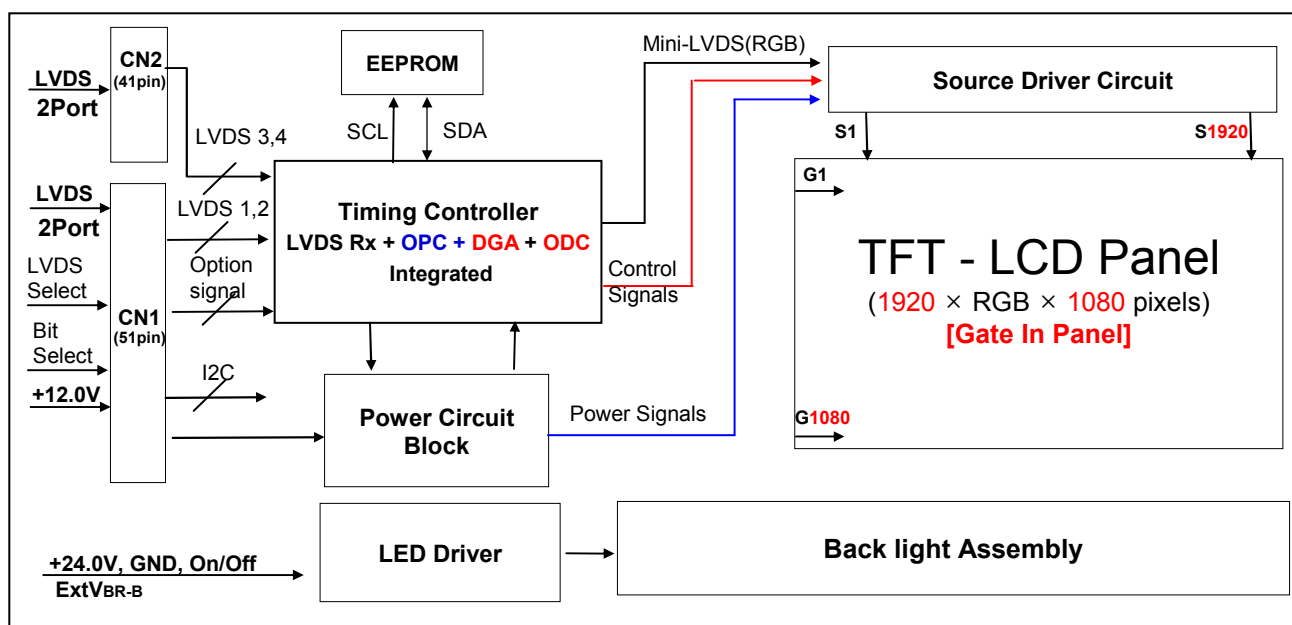 CN2
(41pin)
LVDS
2Port
EEPROM
SCL
SDA
Mini-LVDS(RGB)
Source Driver Circuit
S1
S1920
LVDS 3,4
LVDS
2Port
LVDS 1,2
LVDS
Select
Option
signal
CN1
(51pin)
Bit
Select
+12.0V
I2C
Timing Controller
LVDS Rx + OPC + DGA + ODC
Integrated
Control
Signals
Power Circuit
Block
Power Signals
G1
TFT - LCD Panel
(1920 × RGB × 1080 pixels)
[Gate In Panel]
G1080
+24.0V, GND, On/Off
ExtVBR-B
LED Driver
Back light Assembly